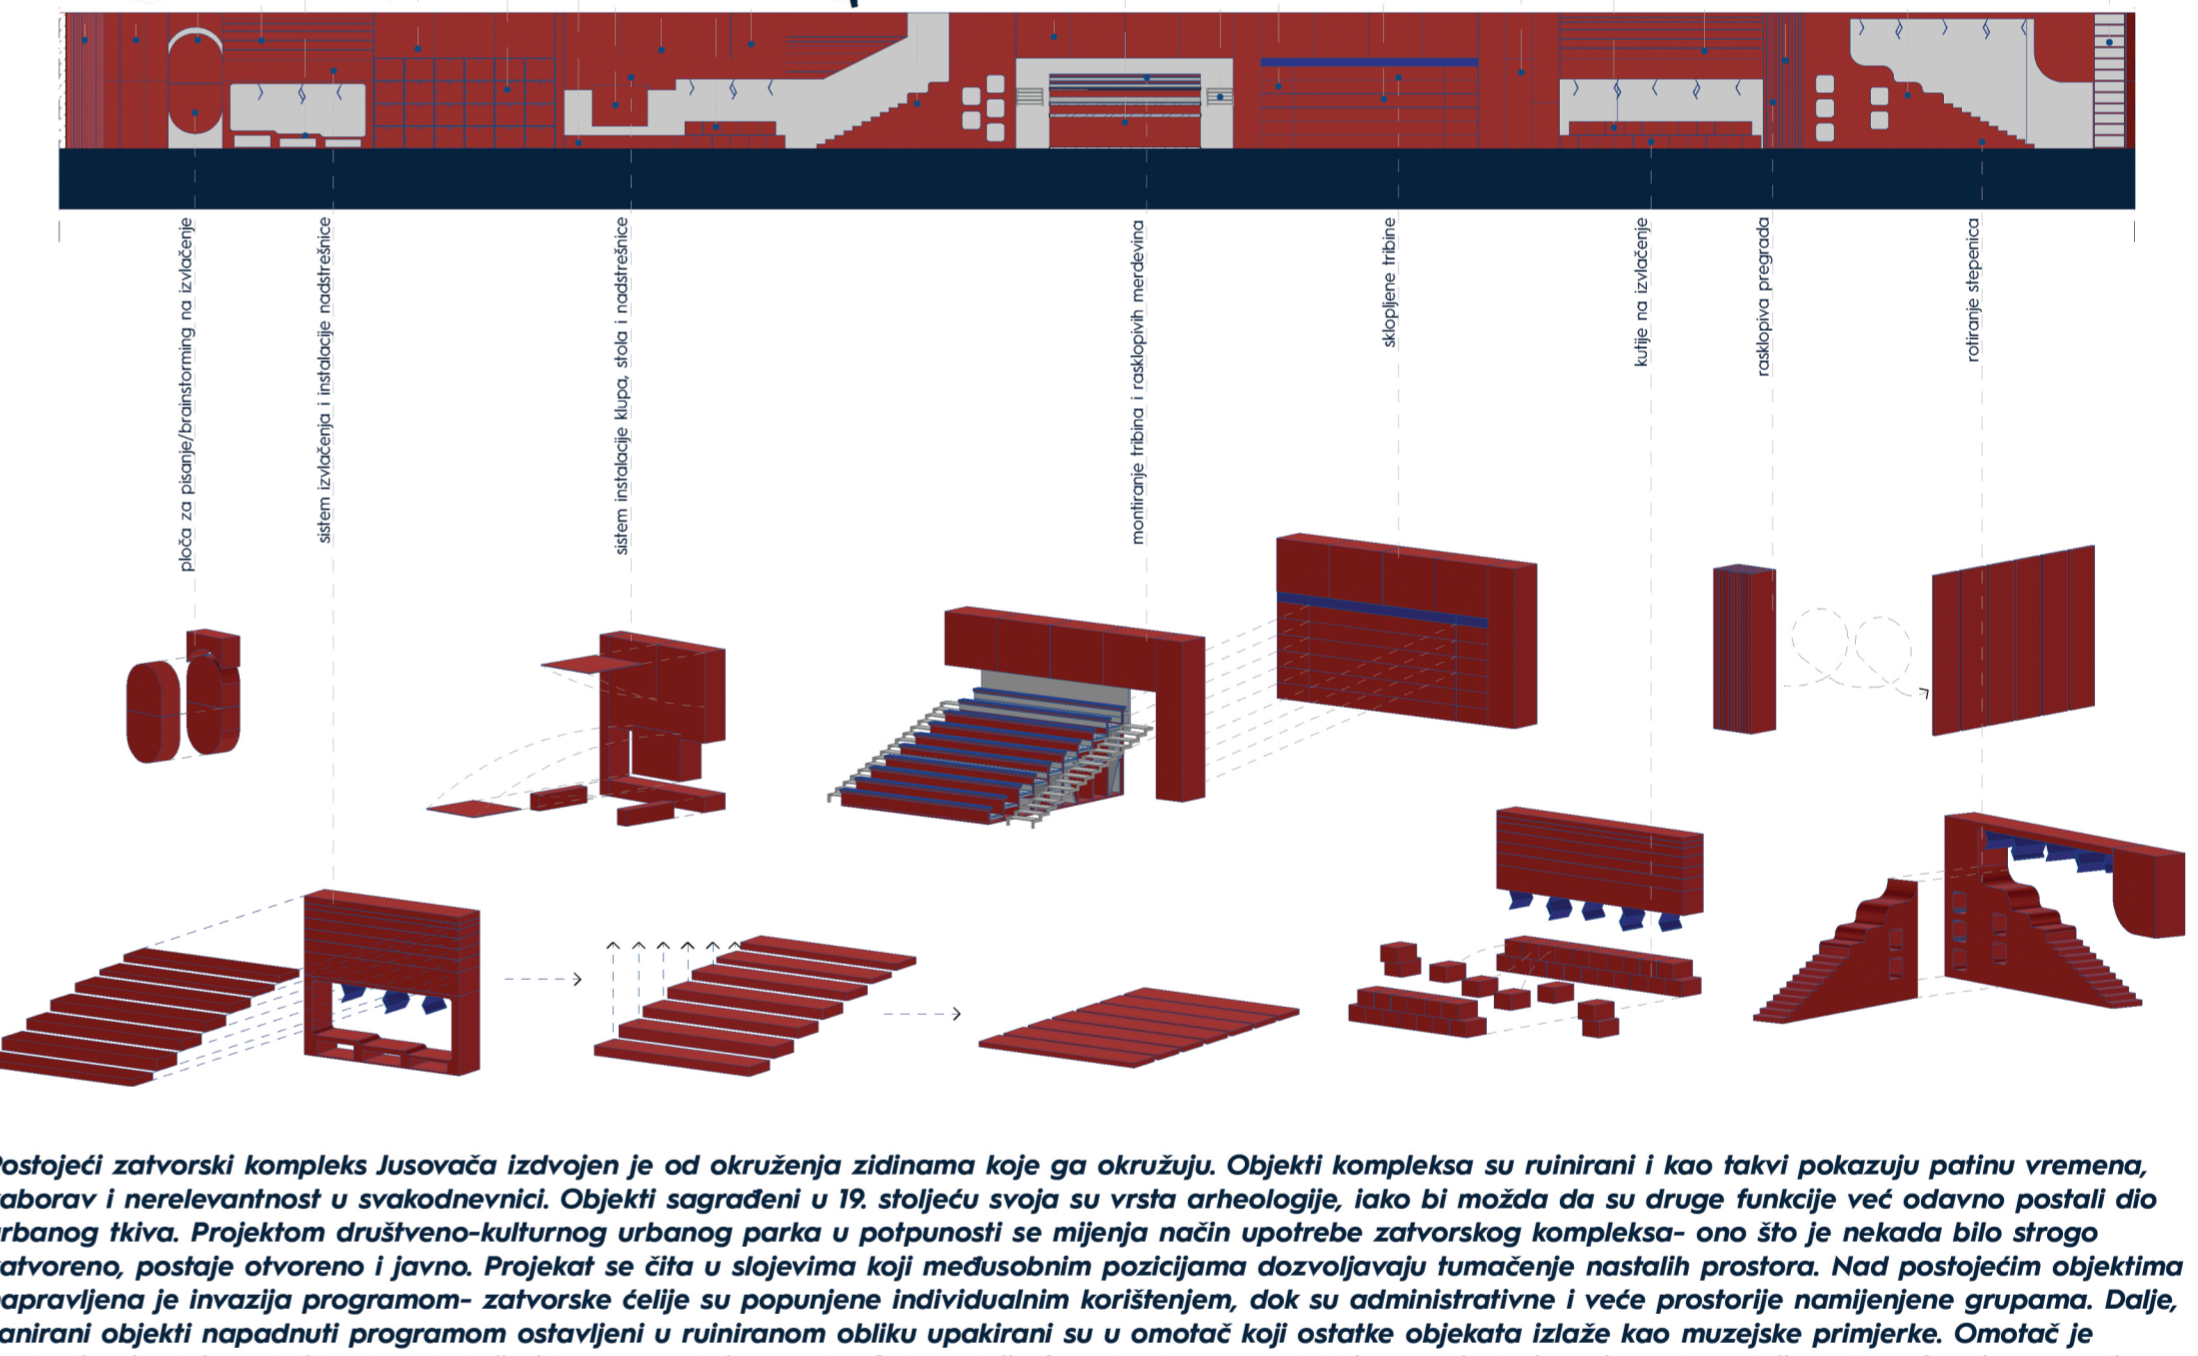 ploča za pisanje/brainstorming na izvlačenje
sistem izvlačenja i instalacije nadstrešnice
sistem instalacije klupa, stola i nadstrešnice
montiranje tribina i rasklopivih merdevina
sklopljene tribine
kutije na izvlačenje
rasklopiva pregrada
rotiranje stepenica
ostojeći zatvorski kompleks Jusovača izdvojen je od okruženja zidinama koje ga okružuju. Objekti kompleksa su ruinirani i kao takvi pokazuju patinu vremena,
aborav i nerelevantnost u svakodnevnici. Objekti sagrađeni u 19. stoljeću svoja su vrsta arheologije, iako bi možda da su druge funkcije već odavno postali dio
rbanog tkiva. Projektom društveno-kulturnog urbanog parka u potpunosti se mijenja način upotrebe zatvorskog kompleksa- ono što je nekada bilo strogo
atvoreno, postaje otvoreno i javno. Projekat se čita u slojevima koji međusobnim pozicijama dozvoljavaju tumačenje nastalih prostora. Nad postojećim objektima
apravljena je invazija programom- zatvorske ćelije su popunjene individualnim korištenjem, dok su administrativne i veće prostorije namijenjene grupama. Dalje,
anirani objekti napadnuti programom ostavljeni u ruiniranom obliku upakirani su u omotač koji ostatke objekata izlaže kao muzejske primjerke. Omotač je